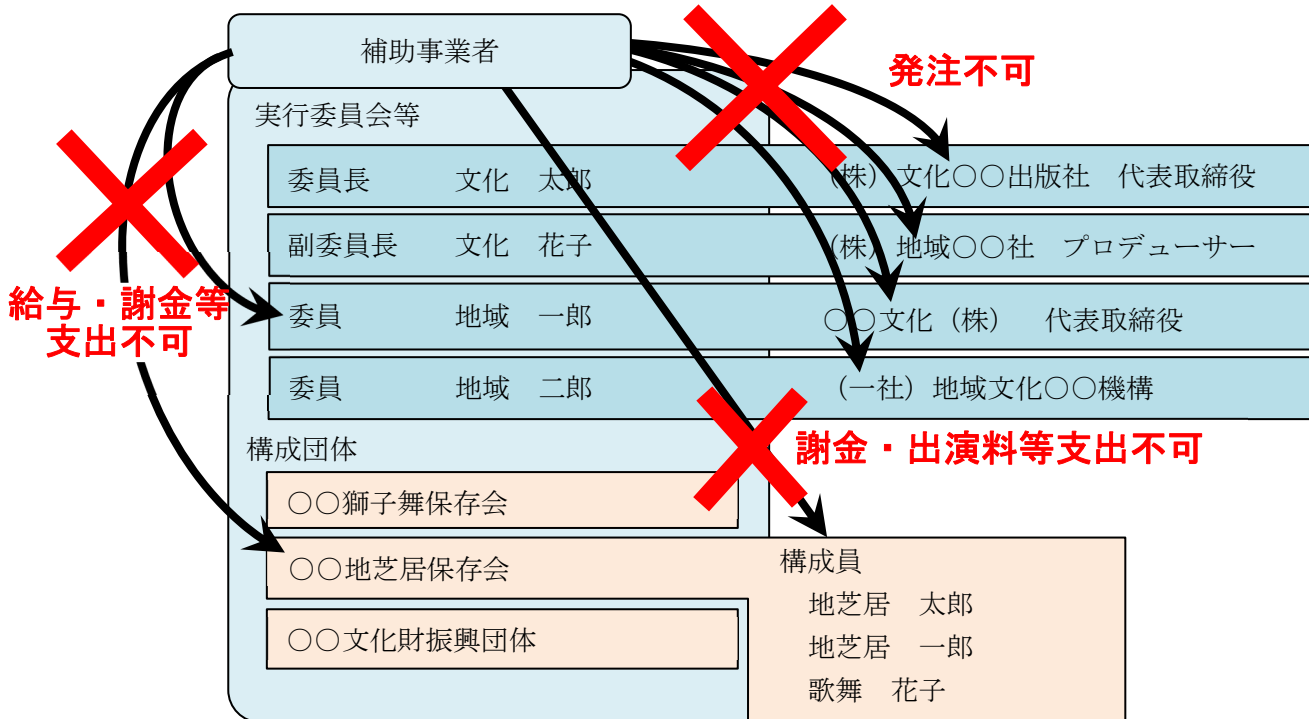 補助事業者
発注不可
実行委員会等
委員長　文化　太郎　（株）文化○○出版社　代表取締役
副委員長　文化　花子　（株）地域○○社　プロデューサー
給与・謝金等
支出不可
委員　地域　一郎　○○文化（株）　代表取締役
委員　地域　二郎　（一社）地域文化○○機構
謝金・出演料等支出不可
構成団体
○○獅子舞保存会
○○地芝居保存会
○○文化財振興団体
構成員
地芝居　太郎
地芝居　一郎
歌舞　花子